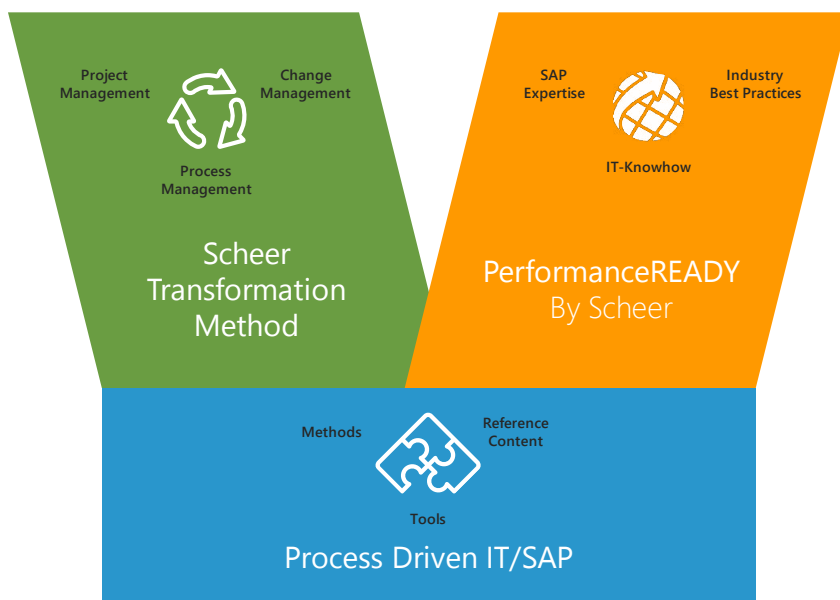 Project
Management
Change
Management
Process
Management
Scheer
Transformation
Method
SAP
Expertise
Industry
Best Practices
IT-Knowhow
PerformanceREADY
By Scheer
Methods
Reference
Content
Tools
Process Driven IT/SAP